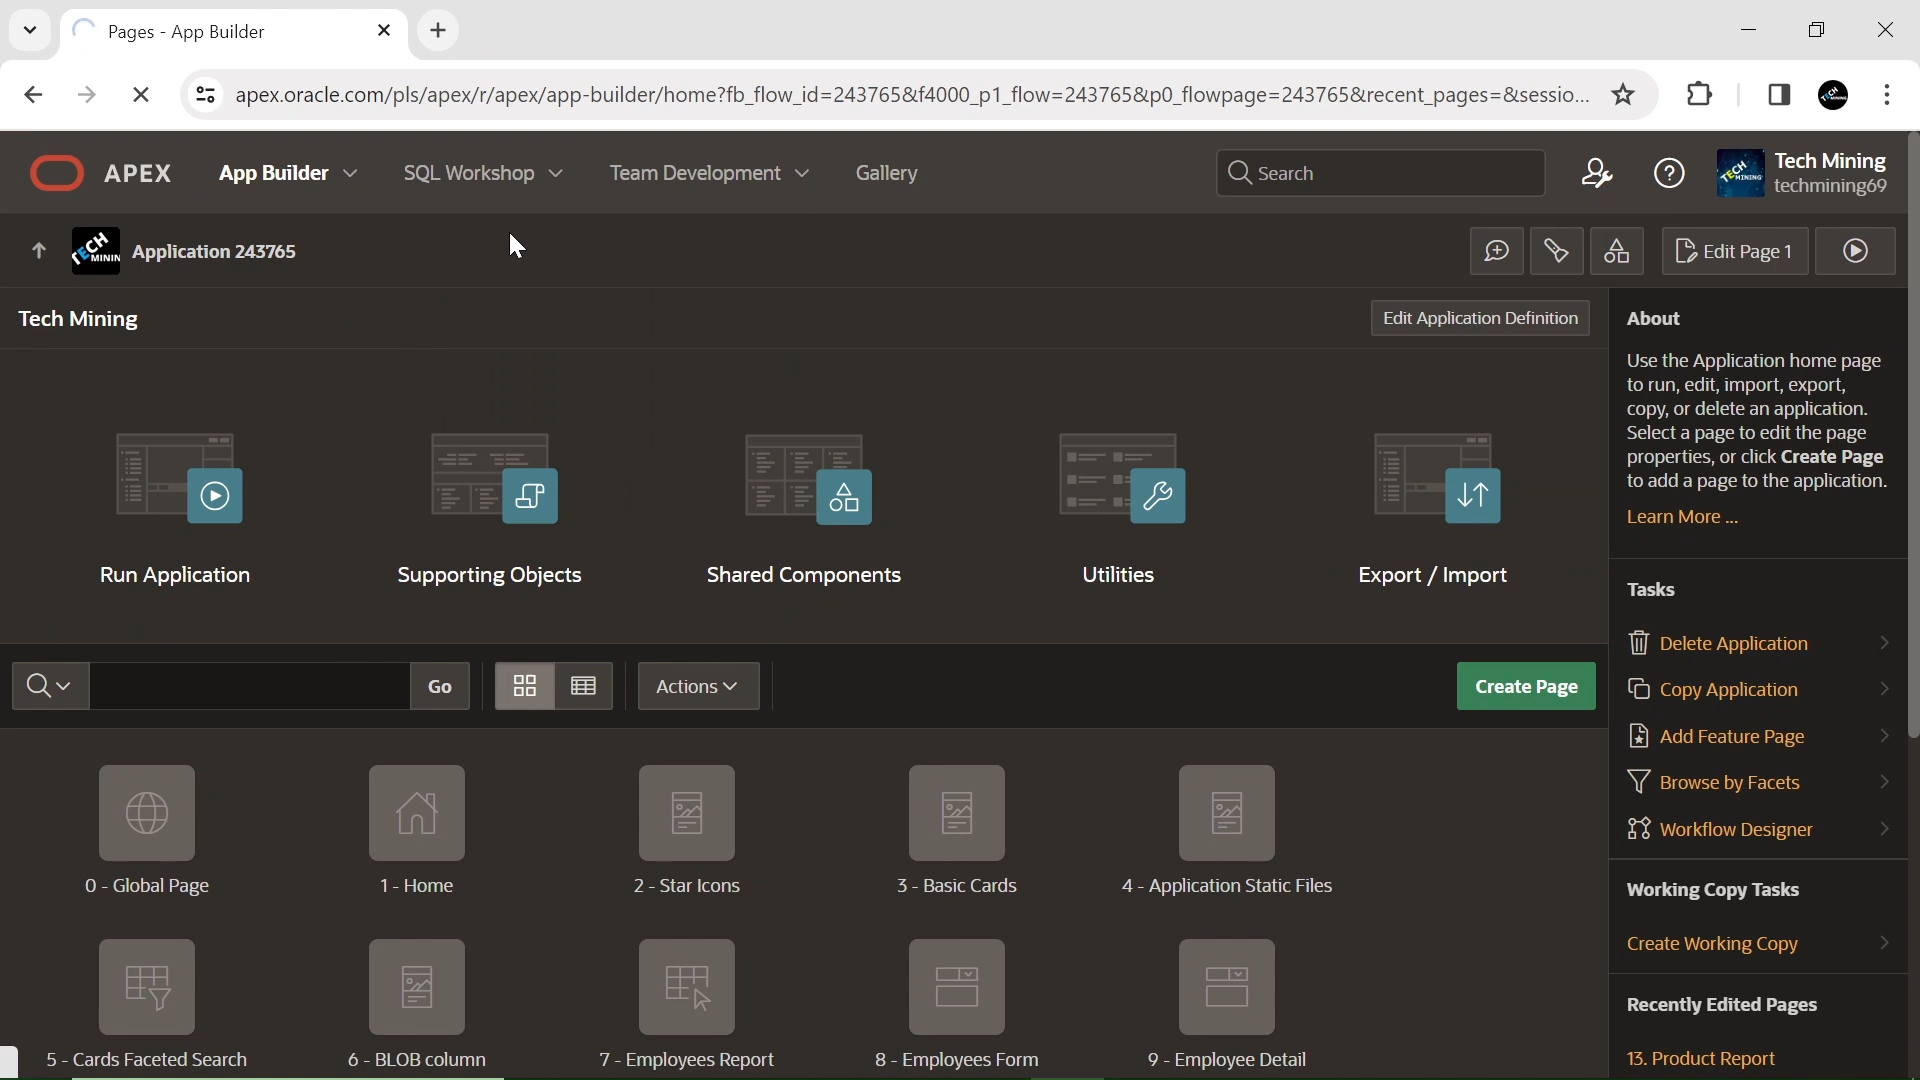 Pages - App Builder
apex.oracle.com/pls/apex/r/apex/app-builder/home?fb_flow_id=243765&f4000_p1_flow=243765&p0_flowpage=243765&recent_pages=&sessio...
APEX App Builder SQL Workshop Team Development Gallery Search Tech Mining
techmining69
Application 243765 Edit Page 1
Tech Mining Edit Application Definition
Run Application Supporting Objects Shared Components Utilities Export / Import
Go Actions Create Page
0 - Global Page 1 - Home 2 - Star Icons 3 - Basic Cards 4 - Application Static Files
5 - Cards Faceted Search 6 - BLOB column 7 - Employees Report 8 - Employees Form 9 - Employee Detail
About
Use the Application home page
to run, edit, import, export,
copy, or delete an application.
Select a page to edit the page
properties, or click Create Page
to add a page to the application.
Learn More ...
Tasks
Delete Application
Copy Application
Add Feature Page
Browse by Facets
Workflow Designer
Working Copy Tasks
Create Working Copy
Recently Edited Pages
13. Product Report